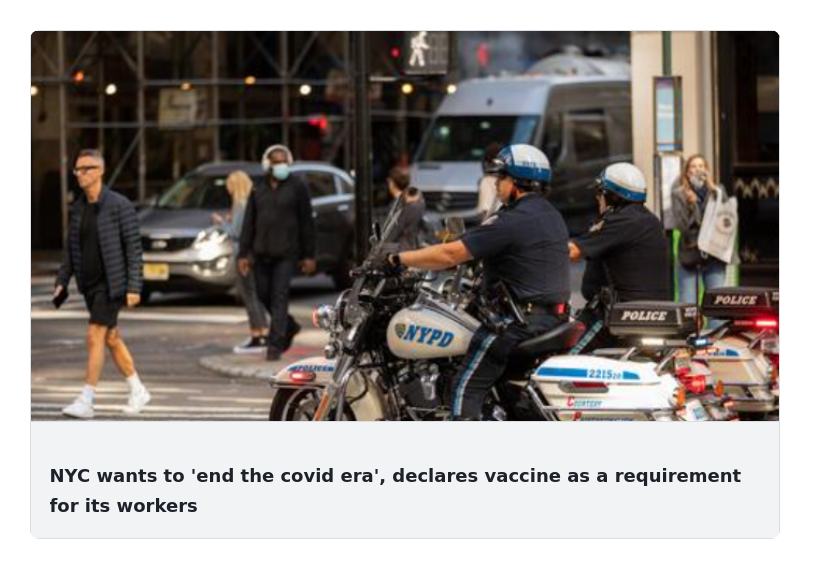 NYPD
POLICE
POLICE
POLICE
2215
COURTESY
NYC wants to 'end the covid era', declares vaccine as a requirement
for its workers